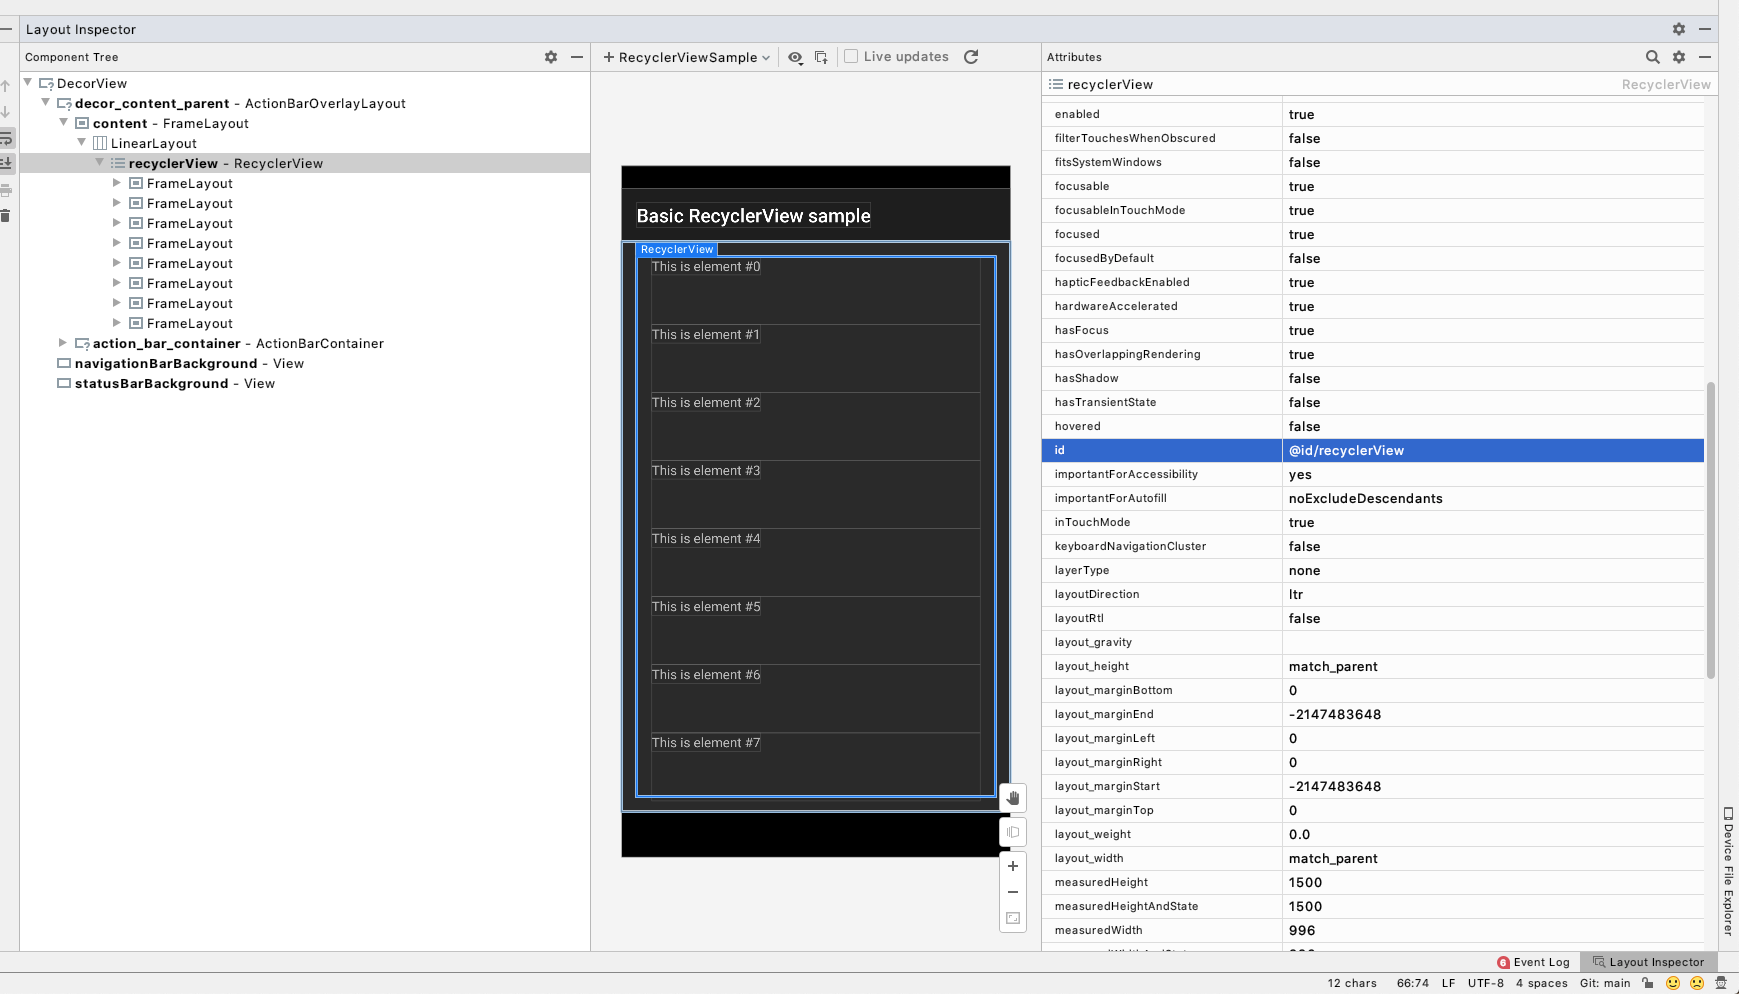 Layout Inspector
Component Tree
RecyclerViewSample
Live updates
Attributes
DecorView
decor_content_parent - ActionBarOverlayLayout
content - FrameLayout
LinearLayout
recyclerView - RecyclerView
FrameLayout
FrameLayout
FrameLayout
FrameLayout
FrameLayout
FrameLayout
FrameLayout
FrameLayout
action_bar_container - ActionBarContainer
navigationBarBackground - View
statusBarBackground - View
Basic RecyclerView sample
RecyclerView
This is element #0
This is element #1
This is element #2
This is element #3
This is element #4
This is element #5
This is element #6
This is element #7
recyclerView RecyclerView
enabled true
filterTouchesWhenObscured false
fitsSystemWindows false
focusable true
focusableInTouchMode true
focused true
focusedByDefault false
hapticFeedbackEnabled true
hardwareAccelerated true
hasFocus true
hasOverlappingRendering true
hasShadow false
hasTransientState false
hovered false
id @id/recyclerView
importantForAccessibility yes
importantForAutofill noExcludeDescendants
inTouchMode true
keyboardNavigationCluster false
layerType none
layoutDirection ltr
layoutRtl false
layout_gravity
layout_height match_parent
layout_marginBottom 0
layout_marginEnd -2147483648
layout_marginLeft 0
layout_marginRight 0
layout_marginStart -2147483648
layout_marginTop 0
layout_weight 0.0
layout_width match_parent
measuredHeight 1500
measuredHeightAndState 1500
measuredWidth 996
Device File Explorer
6 Event Log
Layout Inspector
12 chars 66:74 LF UTF-8 4 spaces Git: main